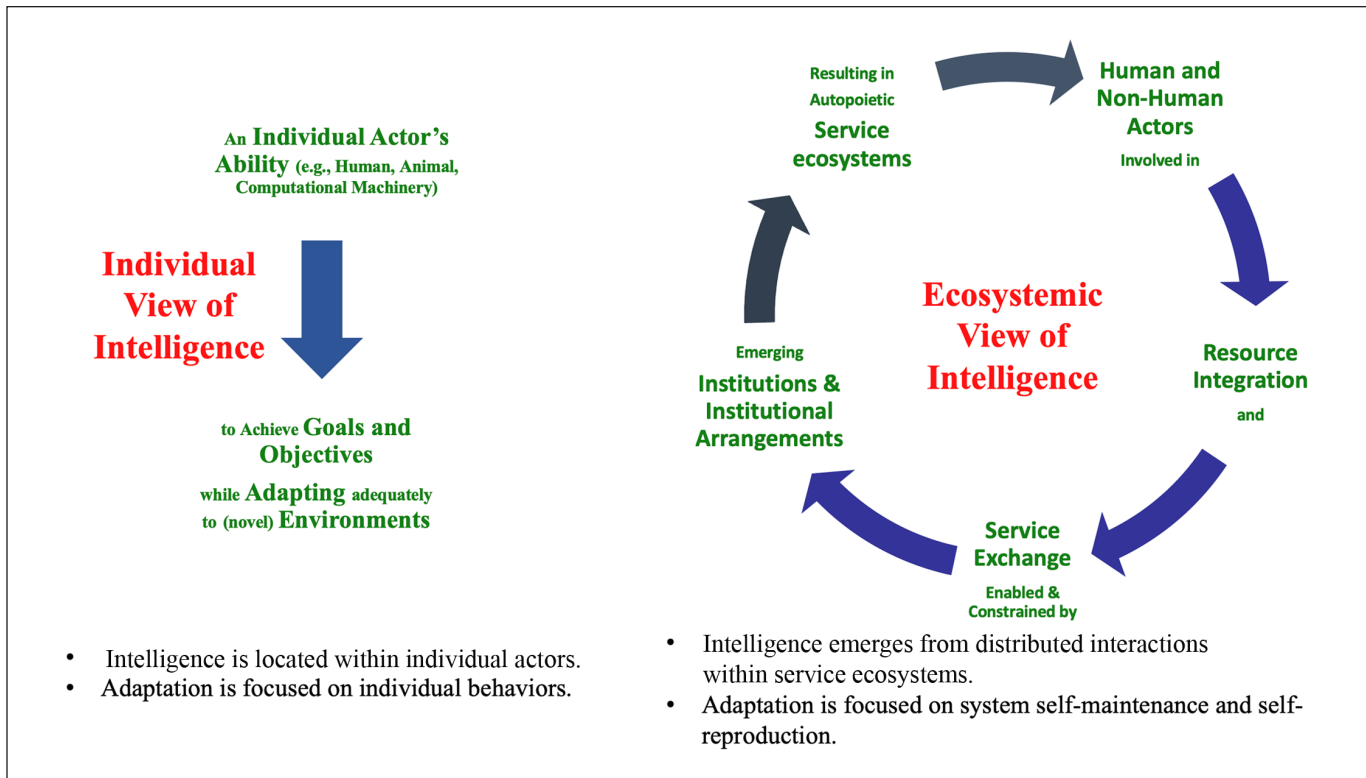 An Individual Actor’s
Ability (e.g., Human, Animal,
Computational Machinery)
Individual
View of
Intelligence
to Achieve Goals and
Objectives
while Adapting adequately
to (novel) Environments
• Intelligence is located within individual actors.
• Adaptation is focused on individual behaviors.
Resulting in
Autopoietic
Service
ecosystems
Human and
Non-Human
Actors
Involved in
Ecosystemic
View of
Intelligence
Resource
Integration
and
Service
Exchange
Enabled &
Constrained by
Emerging
Institutions &
Institutional
Arrangements
• Intelligence emerges from distributed interactions
within service ecosystems.
• Adaptation is focused on system self-maintenance and self-
reproduction.